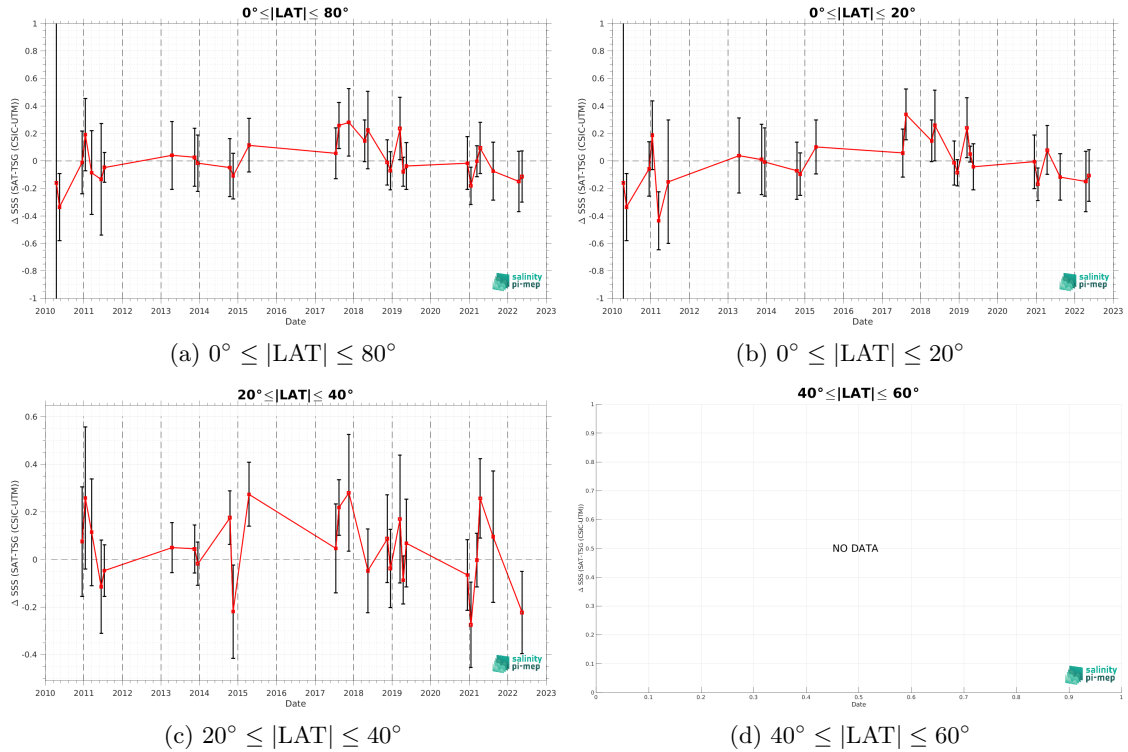 0°≤|LAT|≤ 80°
1
0.8
0.6
0.4
0.2
0
-0.2
-0.4
-0.6
-0.8
-1
Δ SSS (SAT-TSG (CSIC-UTM))
2010 2011 2012 2013 2014 2015 2016 2017 2018 2019 2020 2021 2022 2023
Date
salinity
pi-mep
(a) 0° ≤ |LAT| ≤ 80°
0°≤|LAT|≤ 20°
1
0.8
0.6
0.4
0.2
0
-0.2
-0.4
-0.6
-0.8
-1
Δ SSS (SAT-TSG (CSIC-UTM))
2010 2011 2012 2013 2014 2015 2016 2017 2018 2019 2020 2021 2022 2023
Date
salinity
pi-mep
(b) 0° ≤ |LAT| ≤ 20°
20°≤|LAT|≤ 40°
0.6
0.4
0.2
0
-0.2
-0.4
Δ SSS (SAT-TSG (CSIC-UTM))
2010 2011 2012 2013 2014 2015 2016 2017 2018 2019 2020 2021 2022 2023
Date
salinity
pi-mep
(c) 20° ≤ |LAT| ≤ 40°
40°≤|LAT|≤ 60°
1
0.9
0.8
0.7
0.6
0.5
0.4
0.3
0.2
0.1
0
Δ SSS (SAT-TSG (CSIC-UTM))
NO DATA
0 0.1 0.2 0.3 0.4 0.5 0.6 0.7 0.8 0.9 1
Date
salinity
pi-mep
(d) 40° ≤ |LAT| ≤ 60°